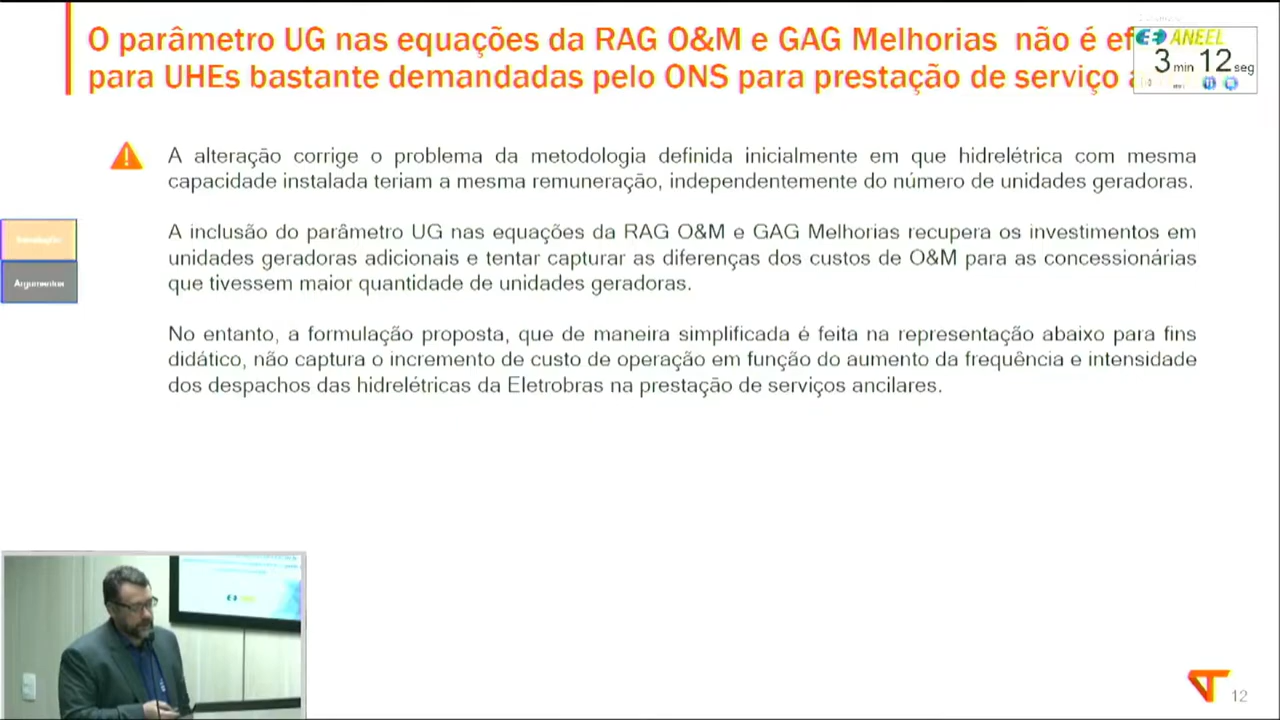 O parâmetro UG nas equações da RAG O&M e GAG Melhorias não é ef
para UHEs bastante demandadas pelo ONS para prestação de serviço a
ANEEL
3 min 12 seg
A alteração corrige o problema da metodologia definida inicialmente em que hidrelétrica com mesma
capacidade instalada teriam a mesma remuneração, independentemente do número de unidades geradoras.
A inclusão do parâmetro UG nas equações da RAG O&M e GAG Melhorias recupera os investimentos em
unidades geradoras adicionais e tentar capturar as diferenças dos custos de O&M para as concessionárias
que tivessem maior quantidade de unidades geradoras.
No entanto, a formulação proposta, que de maneira simplificada é feita na representação abaixo para fins
didático, não captura o incremento de custo de operação em função do aumento da frequência e intensidade
dos despachos das hidrelétricas da Eletrobras na prestação de serviços ancilares.
Argumentos
12